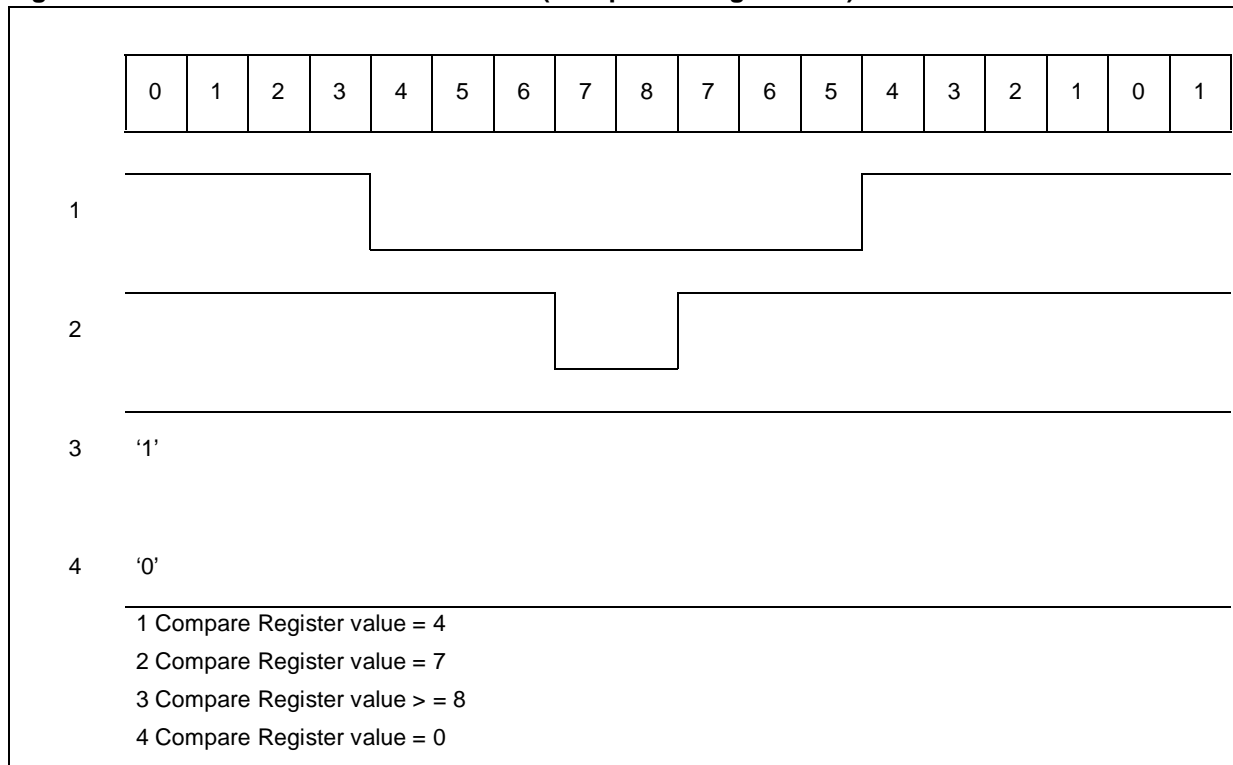 0 1 2 3 4 5 6 7 8 7 6 5 4 3 2 1 0 1
1
2
3 ‘1’
4 ‘0’
1 Compare Register value = 4
2 Compare Register value = 7
3 Compare Register value > = 8
4 Compare Register value = 0